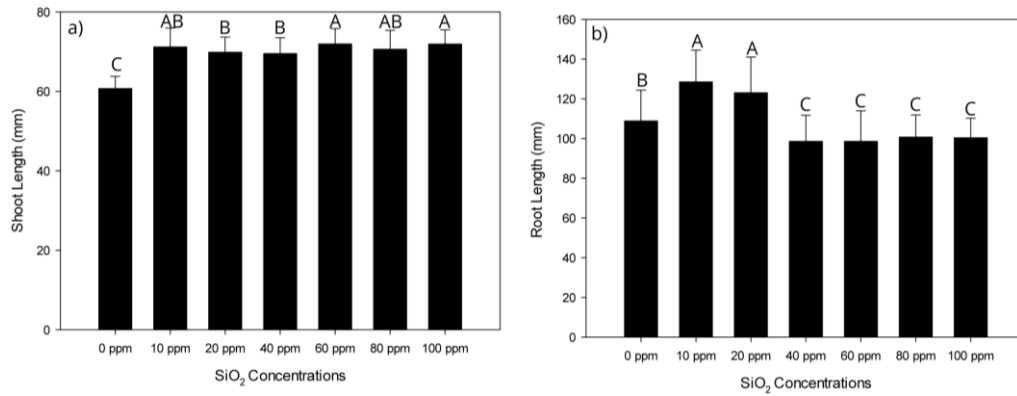 a)
80
60
40
20
0
Shoot Length (mm)
C
AB
B
B
A
AB
A
0 ppm 10 ppm 20 ppm 40 ppm 60 ppm 80 ppm 100 ppm
SiO₂ Concentrations
b)
160
140
120
100
80
60
40
20
0
Root Length (mm)
B
A
A
C
C
C
C
0 ppm 10 ppm 20 ppm 40 ppm 60 ppm 80 ppm 100 ppm
SiO₂ Concentrations